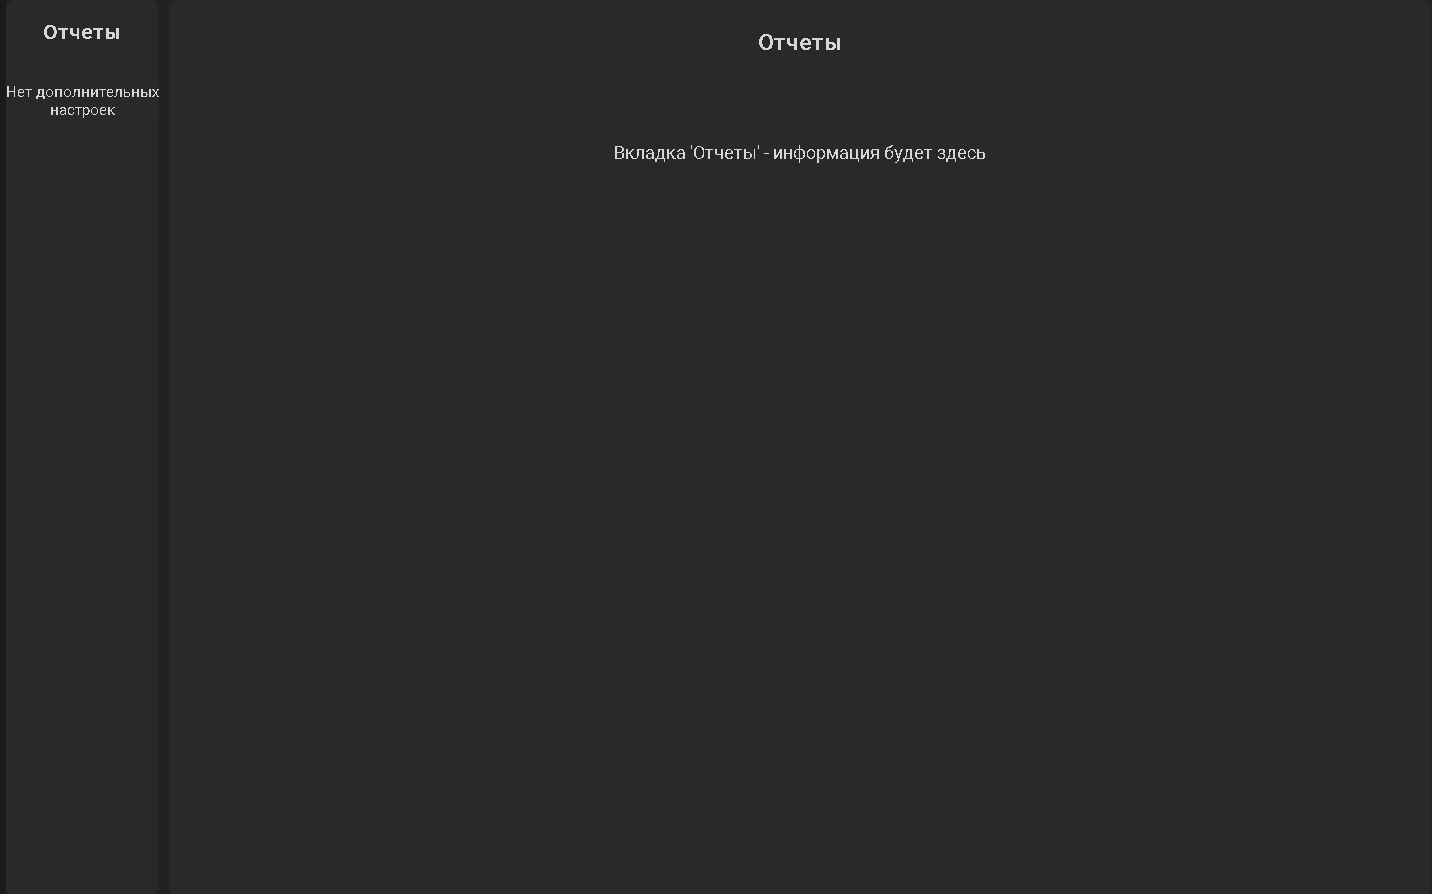 Отчеты
Нет дополнительных
настроек
Отчеты
Вкладка 'Отчеты' - информация будет здесь